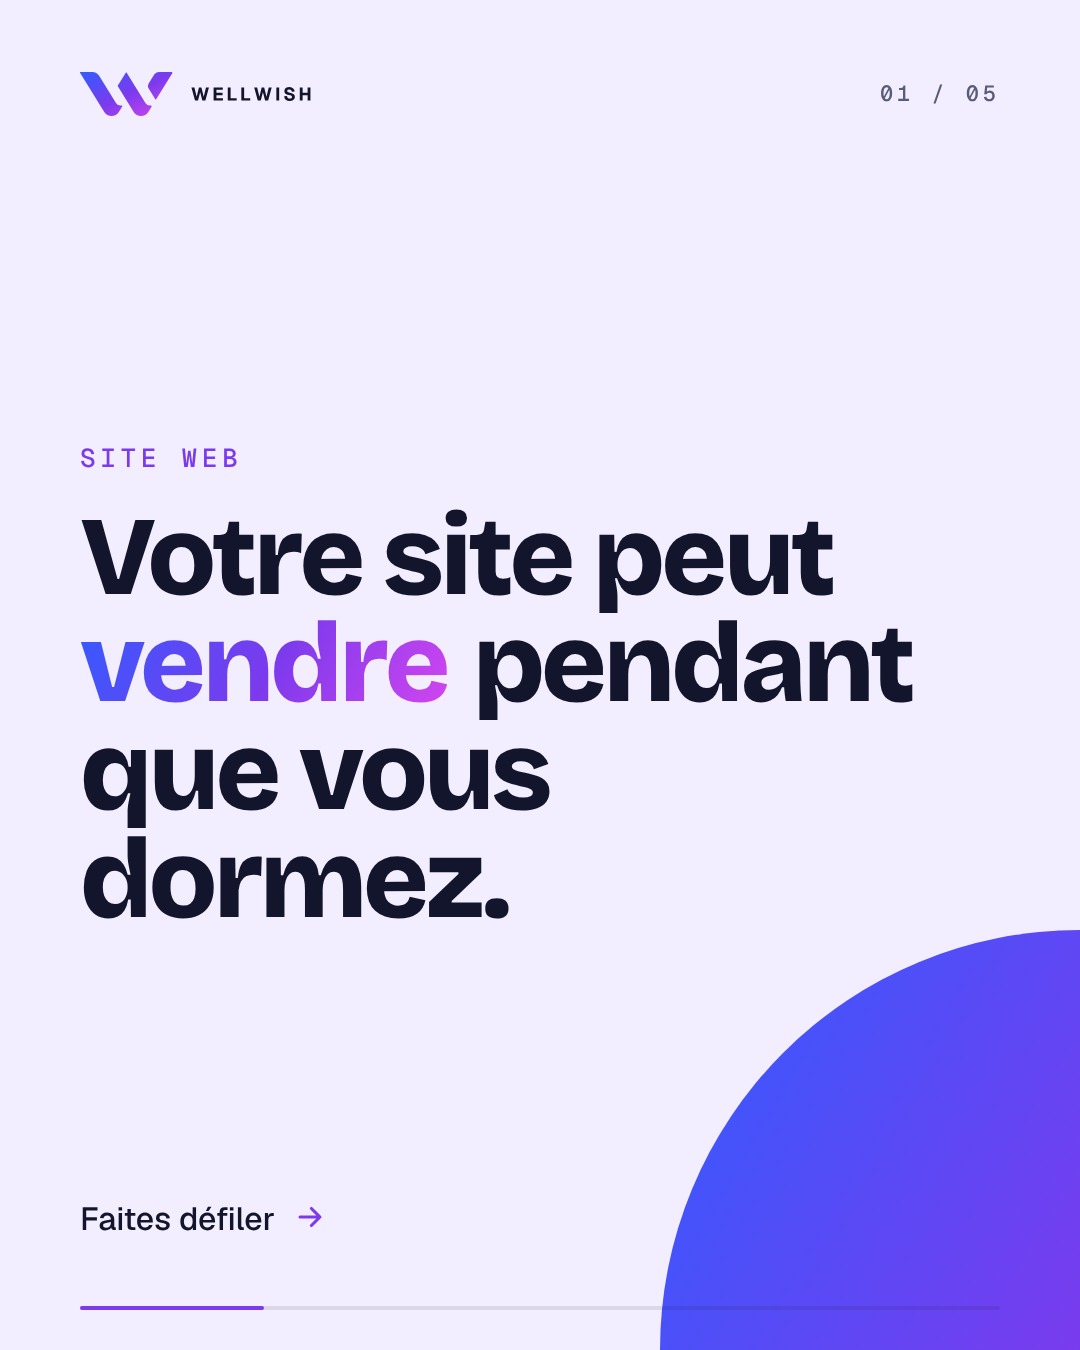 WELLWISH
01 / 05
SITE WEB
Votre site peut
vendre pendant
que vous
dormez.
Faites défiler →